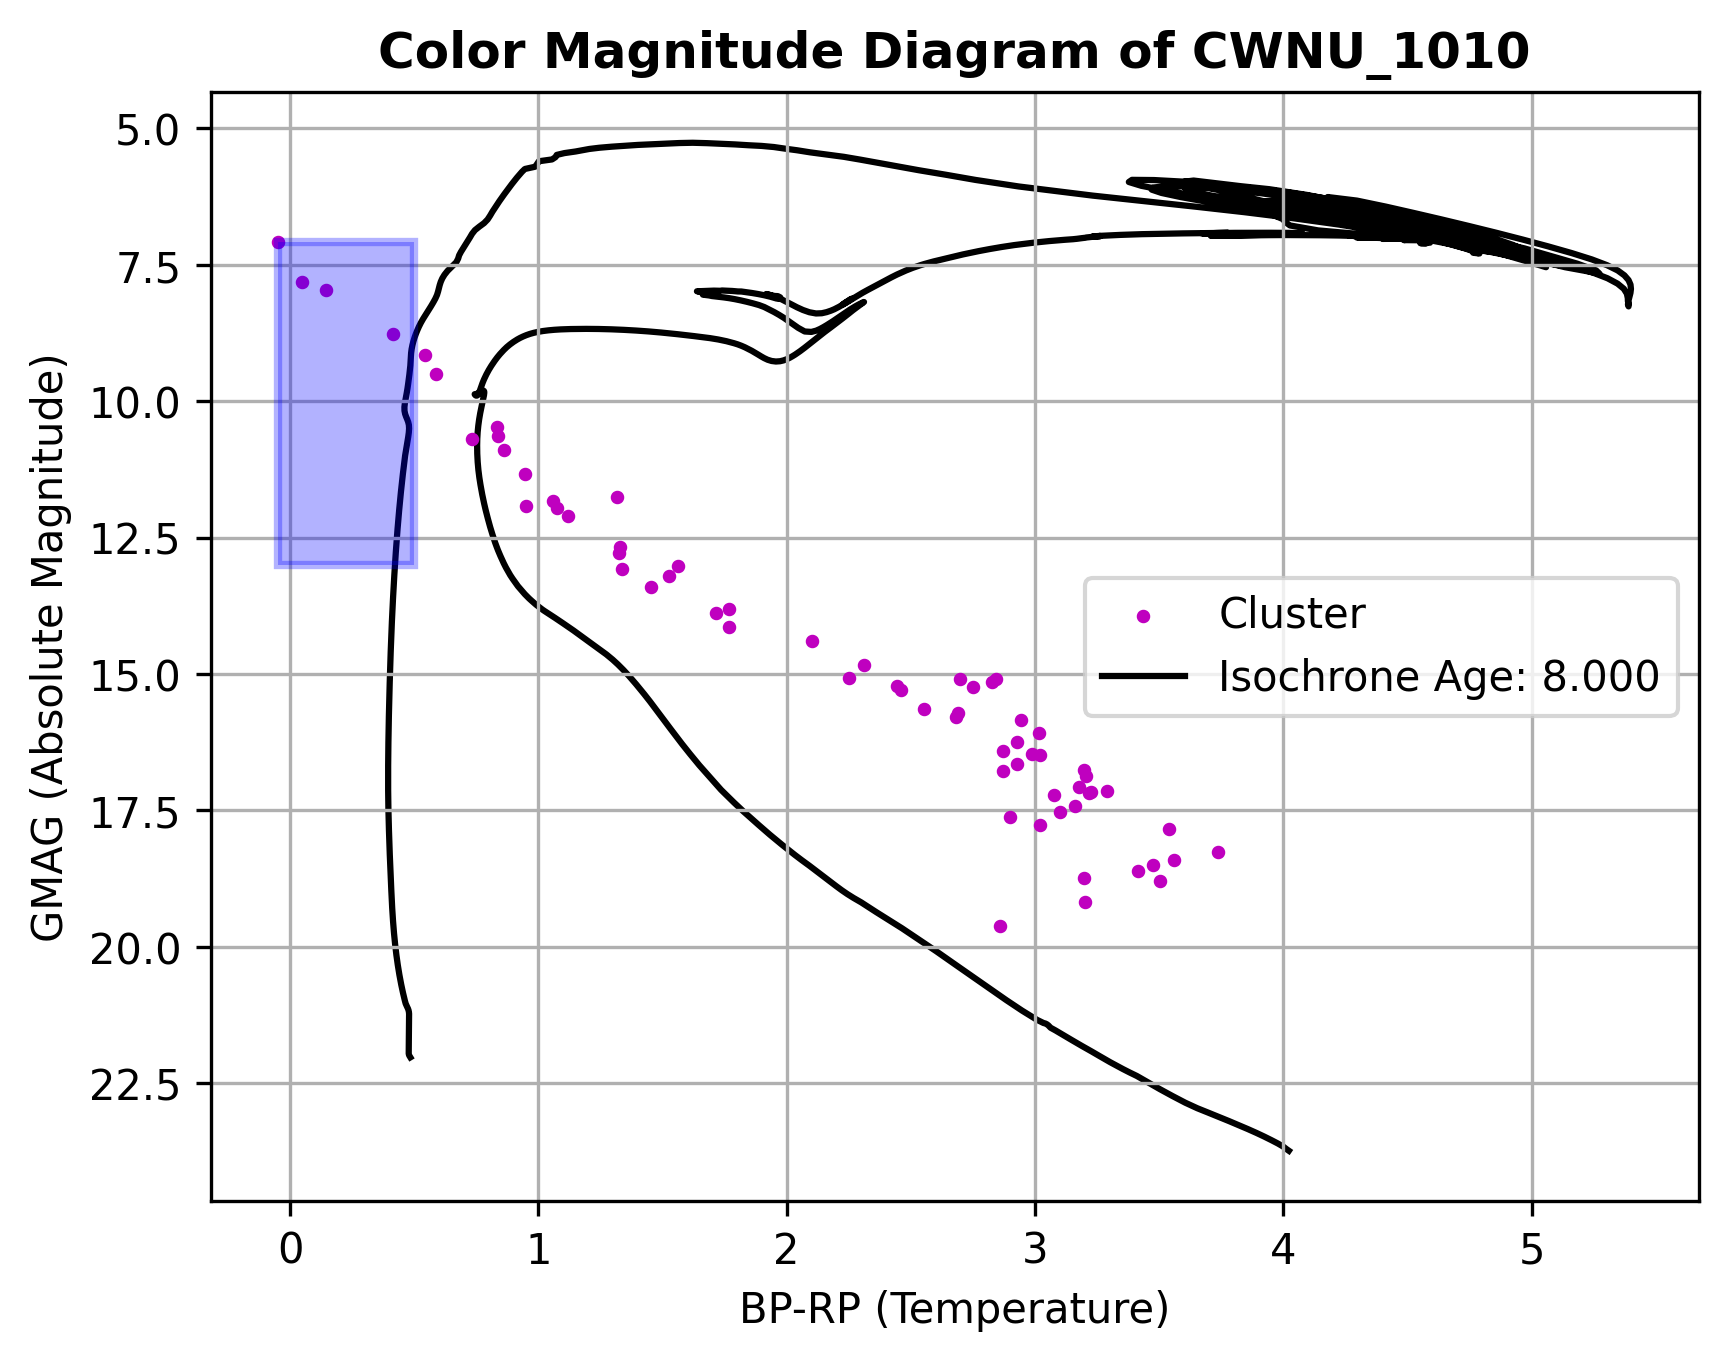 Color Magnitude Diagram of CWNU_1010
GMAG (Absolute Magnitude)
5.0
7.5
10.0
12.5
15.0
17.5
20.0
22.5
Cluster
Isochrone Age: 8.000
0 1 2 3 4 5
BP-RP (Temperature)